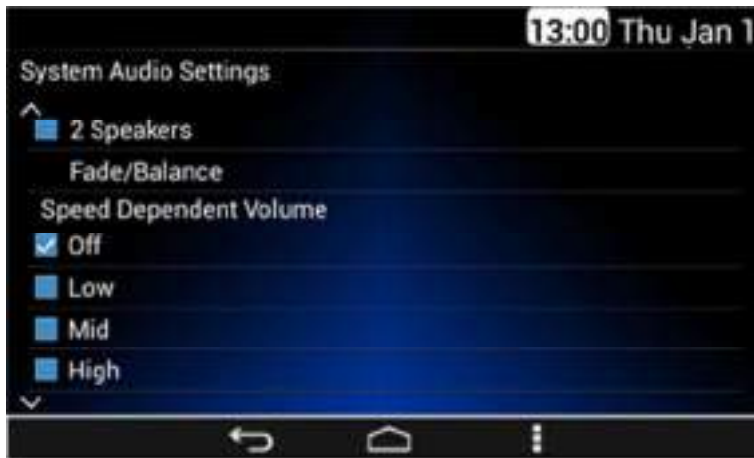 13:00 Thu Jan 1
System Audio Settings
2 Speakers
Fade/Balance
Speed Dependent Volume
Off
Low
Mid
High